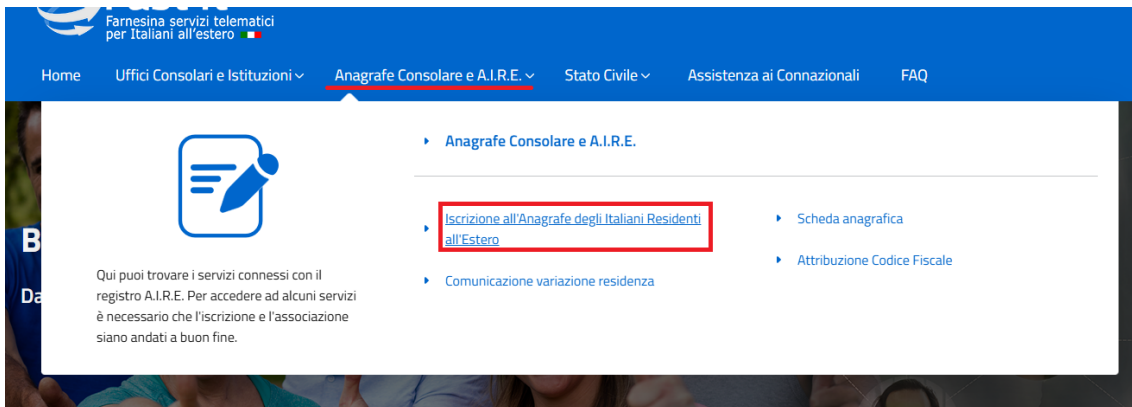 Farnesina servizi telematici
per Italiani all'estero
Home Uffici Consolari e Istituzioni Anagrafe Consolare e A.I.R.E. Stato Civile Assistenza ai Connazionali FAQ
Anagrafe Consolare e A.I.R.E.
Iscrizione all'Anagrafe degli Italiani Residenti
all'Estero
Comunicazione variazione residenza
Scheda anagrafica
Attribuzione Codice Fiscale
Qui puoi trovare i servizi connessi con il
registro A.I.R.E. Per accedere ad alcuni servizi
è necessario che l'iscrizione e l'associazione
siano andati a buon fine.
B
Da